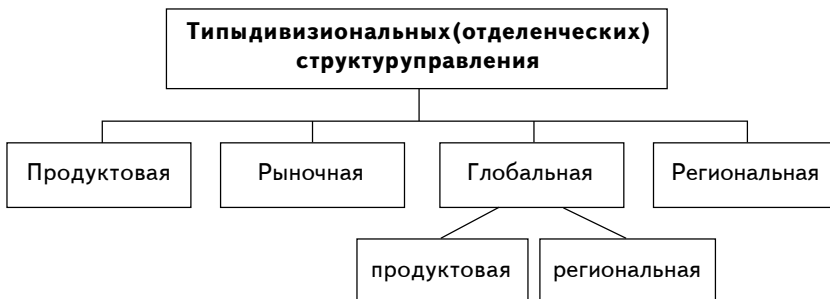 Типыдивизиональных(отделенческих)
структуруправления
Продуктовая
Рыночная
Глобальная
Региональная
продуктовая
региональная